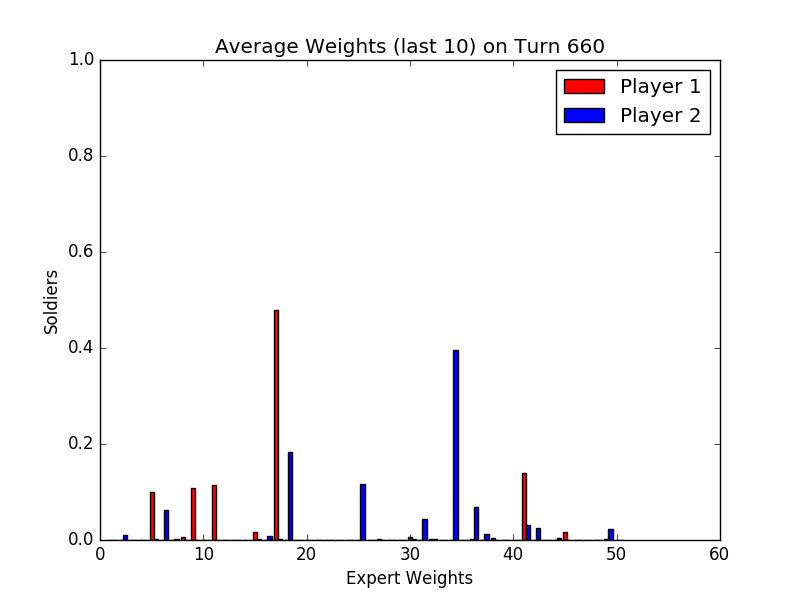 Average Weights (last 10) on Turn 660
1.0
0.8
0.6
0.4
0.2
0.0
Soldiers
Player 1
Player 2
0 10 20 30 40 50 60
Expert Weights